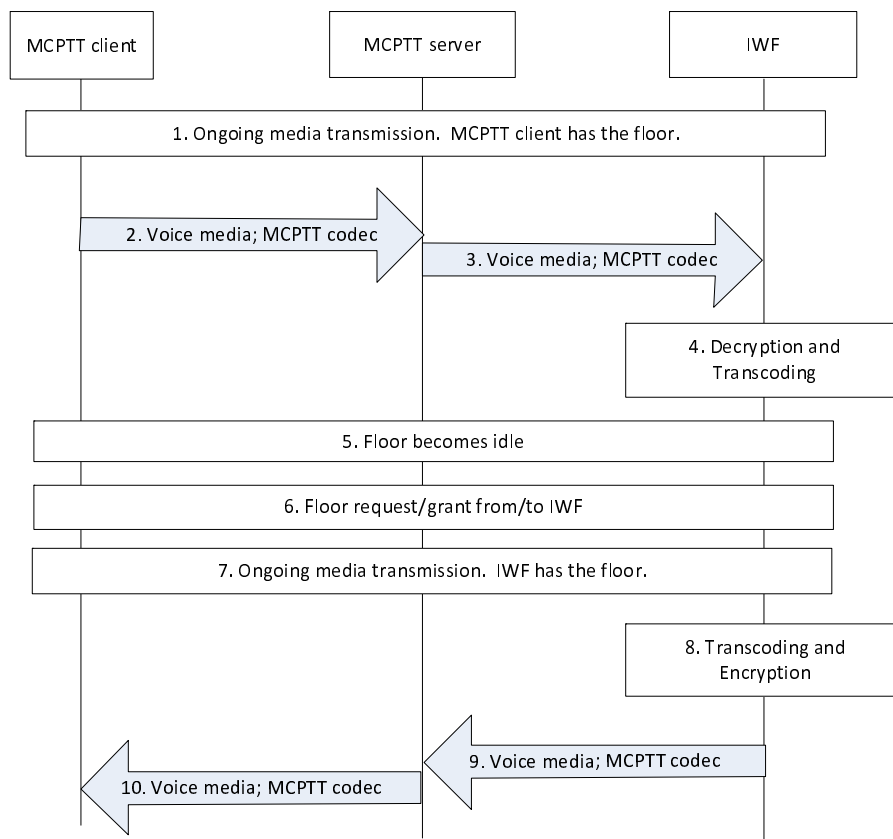 MCPTT client
MCPTT server
IWF
1. Ongoing media transmission. MCPTT client has the floor.
2. Voice media; MCPTT codec
3. Voice media; MCPTT codec
4. Decryption and
Transcoding
5. Floor becomes idle
6. Floor request/grant from/to IWF
7. Ongoing media transmission. IWF has the floor.
8. Transcoding and
Encryption
9. Voice media; MCPTT codec
10. Voice media; MCPTT codec